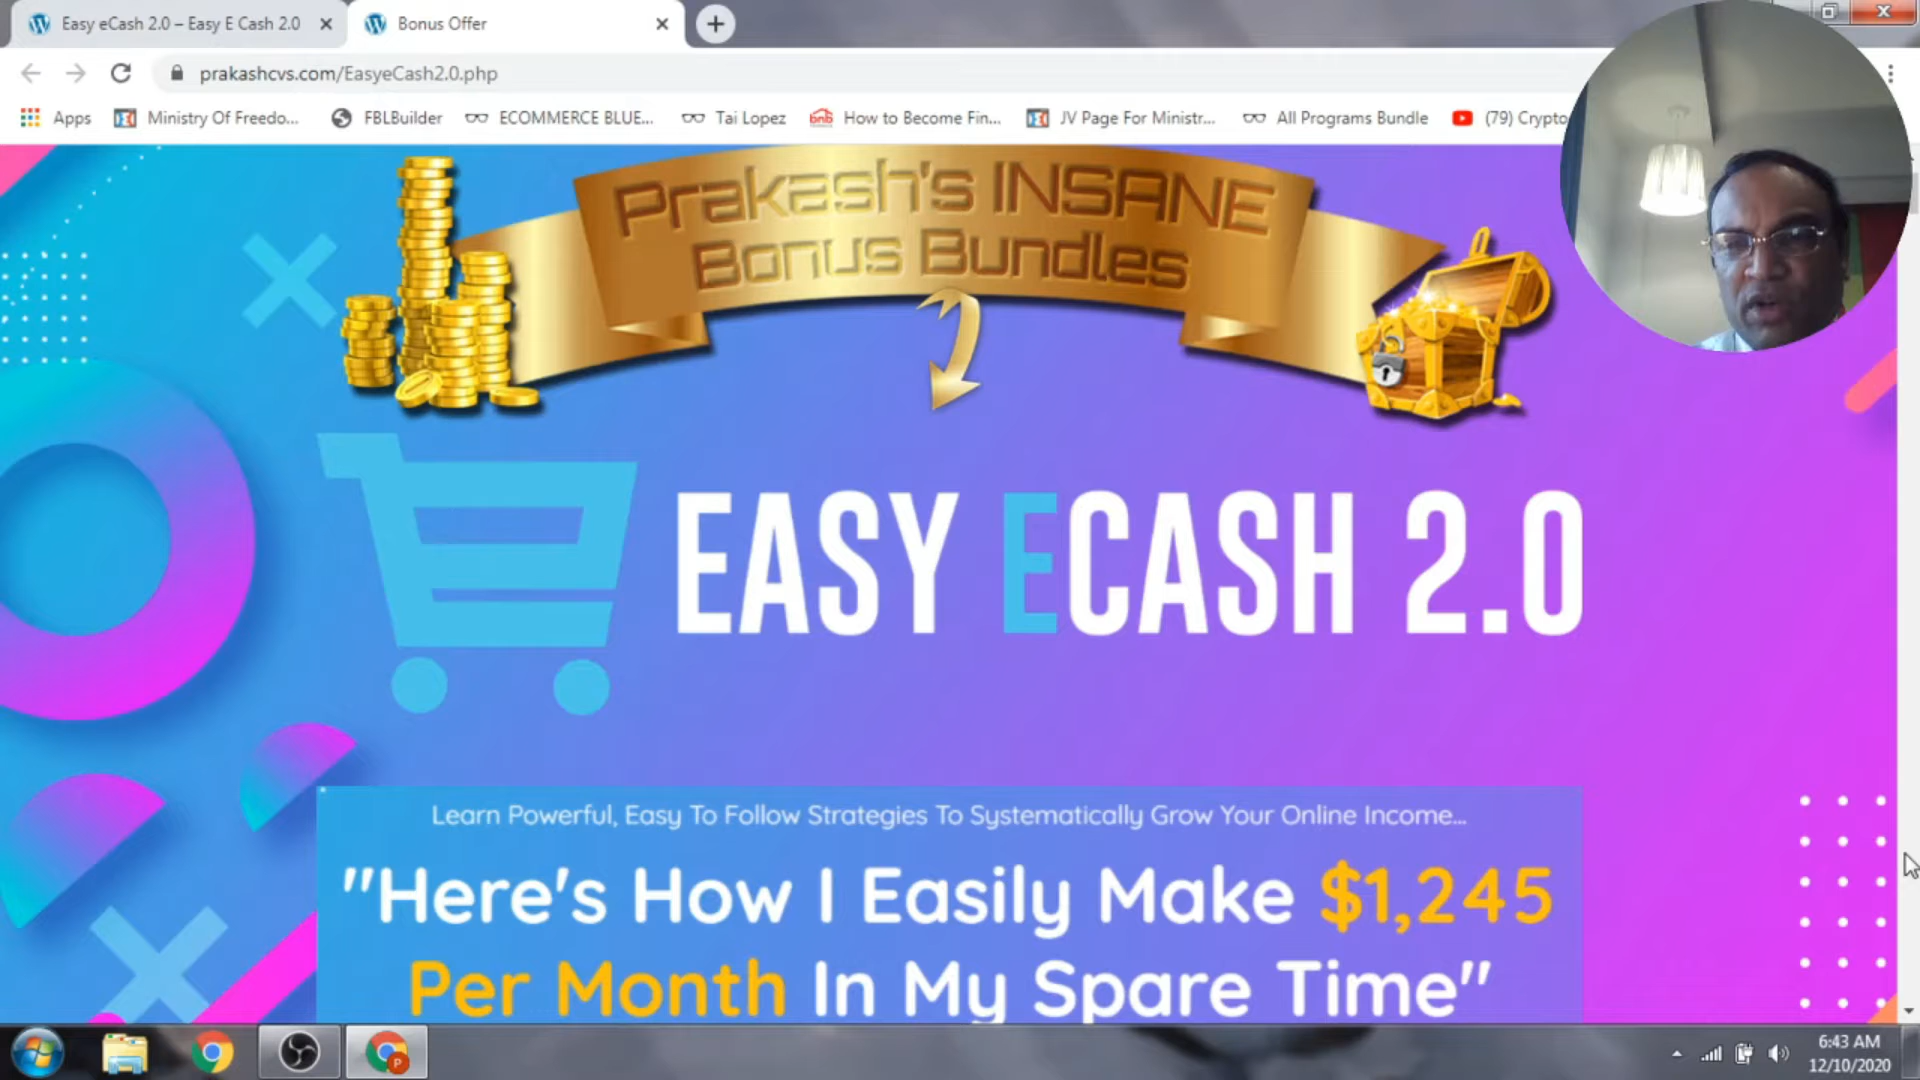 Easy eCash 2.0 – Easy E Cash 2.0
Bonus Offer
prakashcvs.com/EasyeCash2.0.php
Apps
Ministry Of Freedo...
FBLBuilder
ECOMMERCE BLUE...
Tai Lopez
How to Become Fin...
JV Page For Ministr...
All Programs Bundle
(79) Crypto
Prakash's INSANE
Bonus Bundles
EASY ECASH 2.0
Learn Powerful, Easy To Follow Strategies To Systematically Grow Your Online Income...
"Here's How I Easily Make $1,245
Per Month In My Spare Time"
6:43 AM
12/10/2020